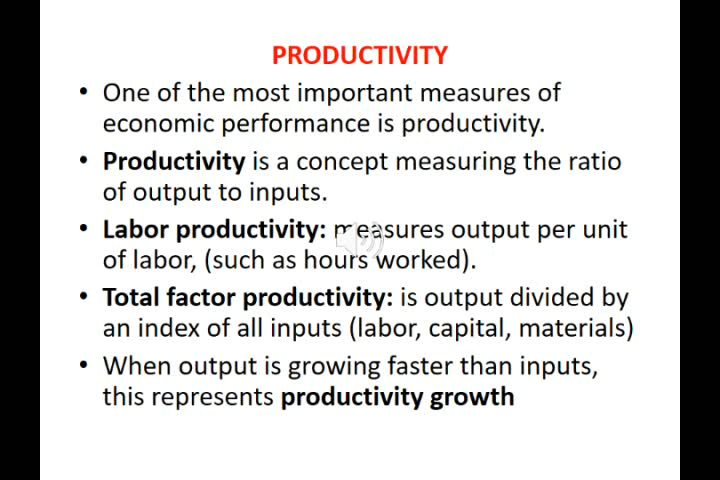 PRODUCTIVITY
• One of the most important measures of
economic performance is productivity.
• Productivity is a concept measuring the ratio
of output to inputs.
• Labor productivity: measures output per unit
of labor, (such as hours worked).
• Total factor productivity: is output divided by
an index of all inputs (labor, capital, materials)
• When output is growing faster than inputs,
this represents productivity growth